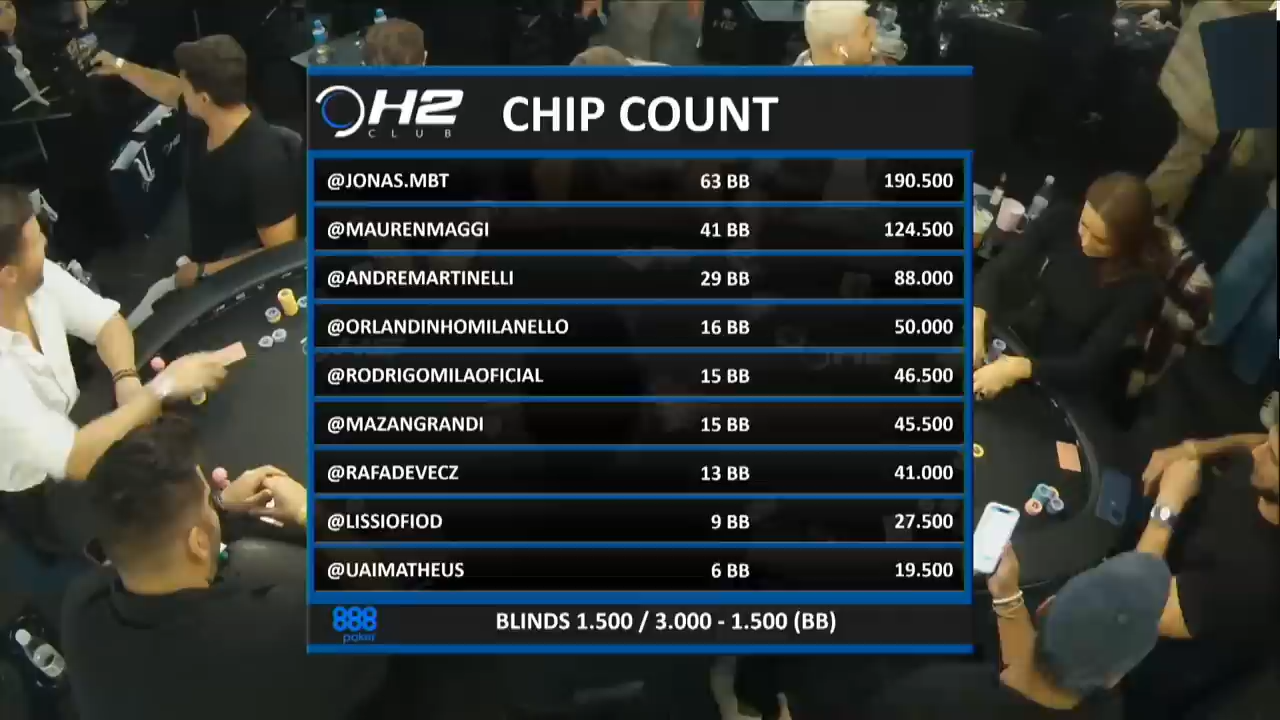 H2 CLUB
CHIP COUNT
@JONAS.MBT 63 BB 190.500
@MAURENMAGGI 41 BB 124.500
@ANDREMARTINELLI 29 BB 88.000
@ORLANDINHOMILANELLO 16 BB 50.000
@RODRIGOMILAOFICIAL 15 BB 46.500
@MAZANGRANDI 15 BB 45.500
@RAFADEVECZ 13 BB 41.000
@LISSIOFIOD 9 BB 27.500
@UAIMATHEUS 6 BB 19.500
888 poker
BLINDS 1.500 / 3.000 - 1.500 (BB)